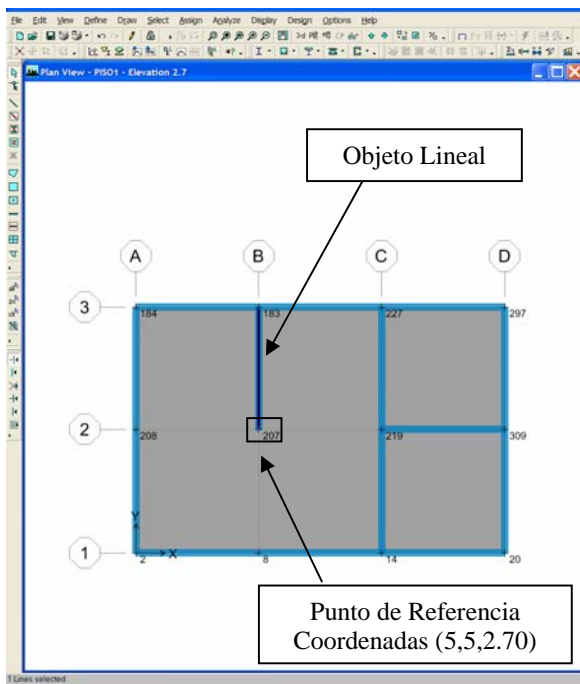 File Edit View Define Draw Select Assign Analyze Display Design Options Help
Plan View - PISO1 - Elevation 2.7
Objeto Lineal
A B C D
3
184 183 227 297
2
208 207 219 309
Y
1
X
2 8 14 20
Punto de Referencia
Coordenadas (5,5,2.70)
1 Lines selected